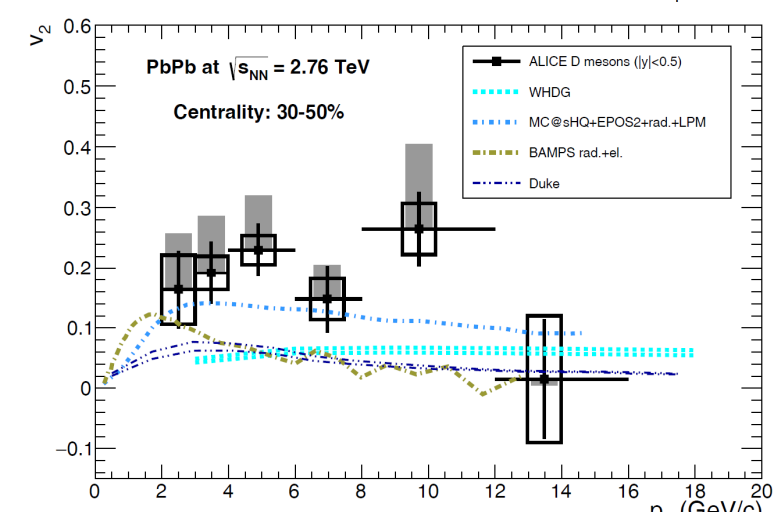 v2
PbPb at √sNN = 2.76 TeV
Centrality: 30-50%
ALICE D mesons (|y|<0.5)
WHDG
MC@sHQ+EPOS2+rad.+LPM
BAMPS rad.+el.
Duke
0.6
0.5
0.4
0.3
0.2
0.1
0
−0.1
0 2 4 6 8 10 12 14 16 18 20
p (GeV/c)